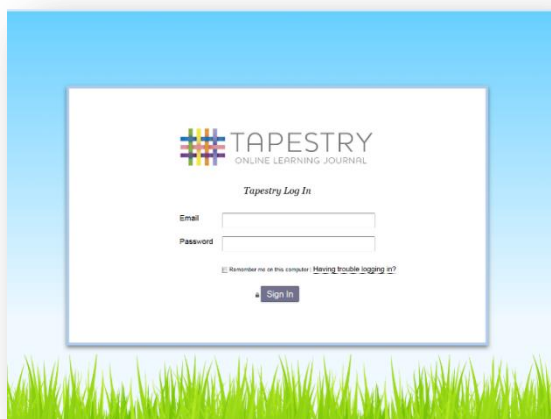 TAPESTRY
ONLINE LEARNING JOURNAL
Tapestry Log In
Email
Password
Remember me on this computer | Having trouble logging in?
Sign In